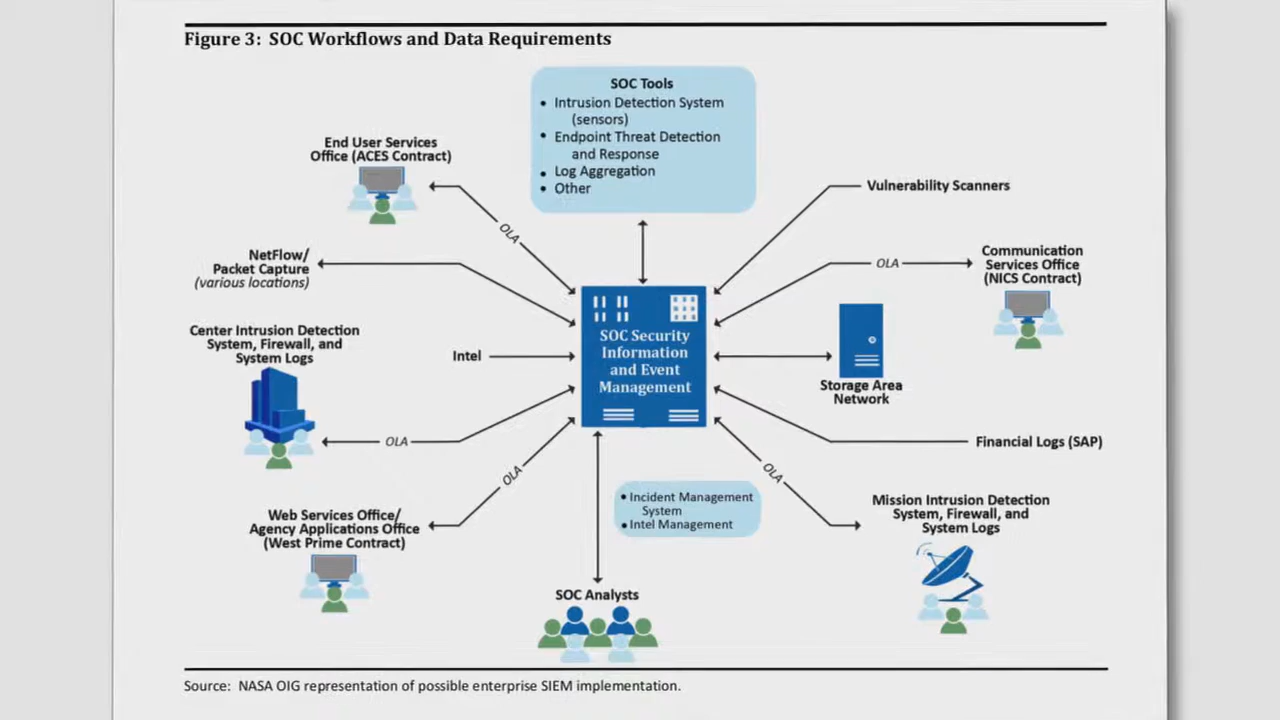 Figure 3: SOC Workflows and Data Requirements
SOC Tools
• Intrusion Detection System
(sensors)
• Endpoint Threat Detection
and Response
• Log Aggregation
• Other
End User Services
Office (ACES Contract)
OLA
Vulnerability Scanners
NetFlow/
Packet Capture
(various locations)
OLA
Communication
Services Office
(NICS Contract)
Center Intrusion Detection
System, Firewall, and
System Logs
Intel
SOC Security
Information
and Event
Management
Storage Area
Network
OLA
Financial Logs (SAP)
OLA
OLA
Web Services Office/
Agency Applications Office
(West Prime Contract)
• Incident Management
System
• Intel Management
Mission Intrusion Detection
System, Firewall, and
System Logs
SOC Analysts
Source: NASA OIG representation of possible enterprise SIEM implementation.